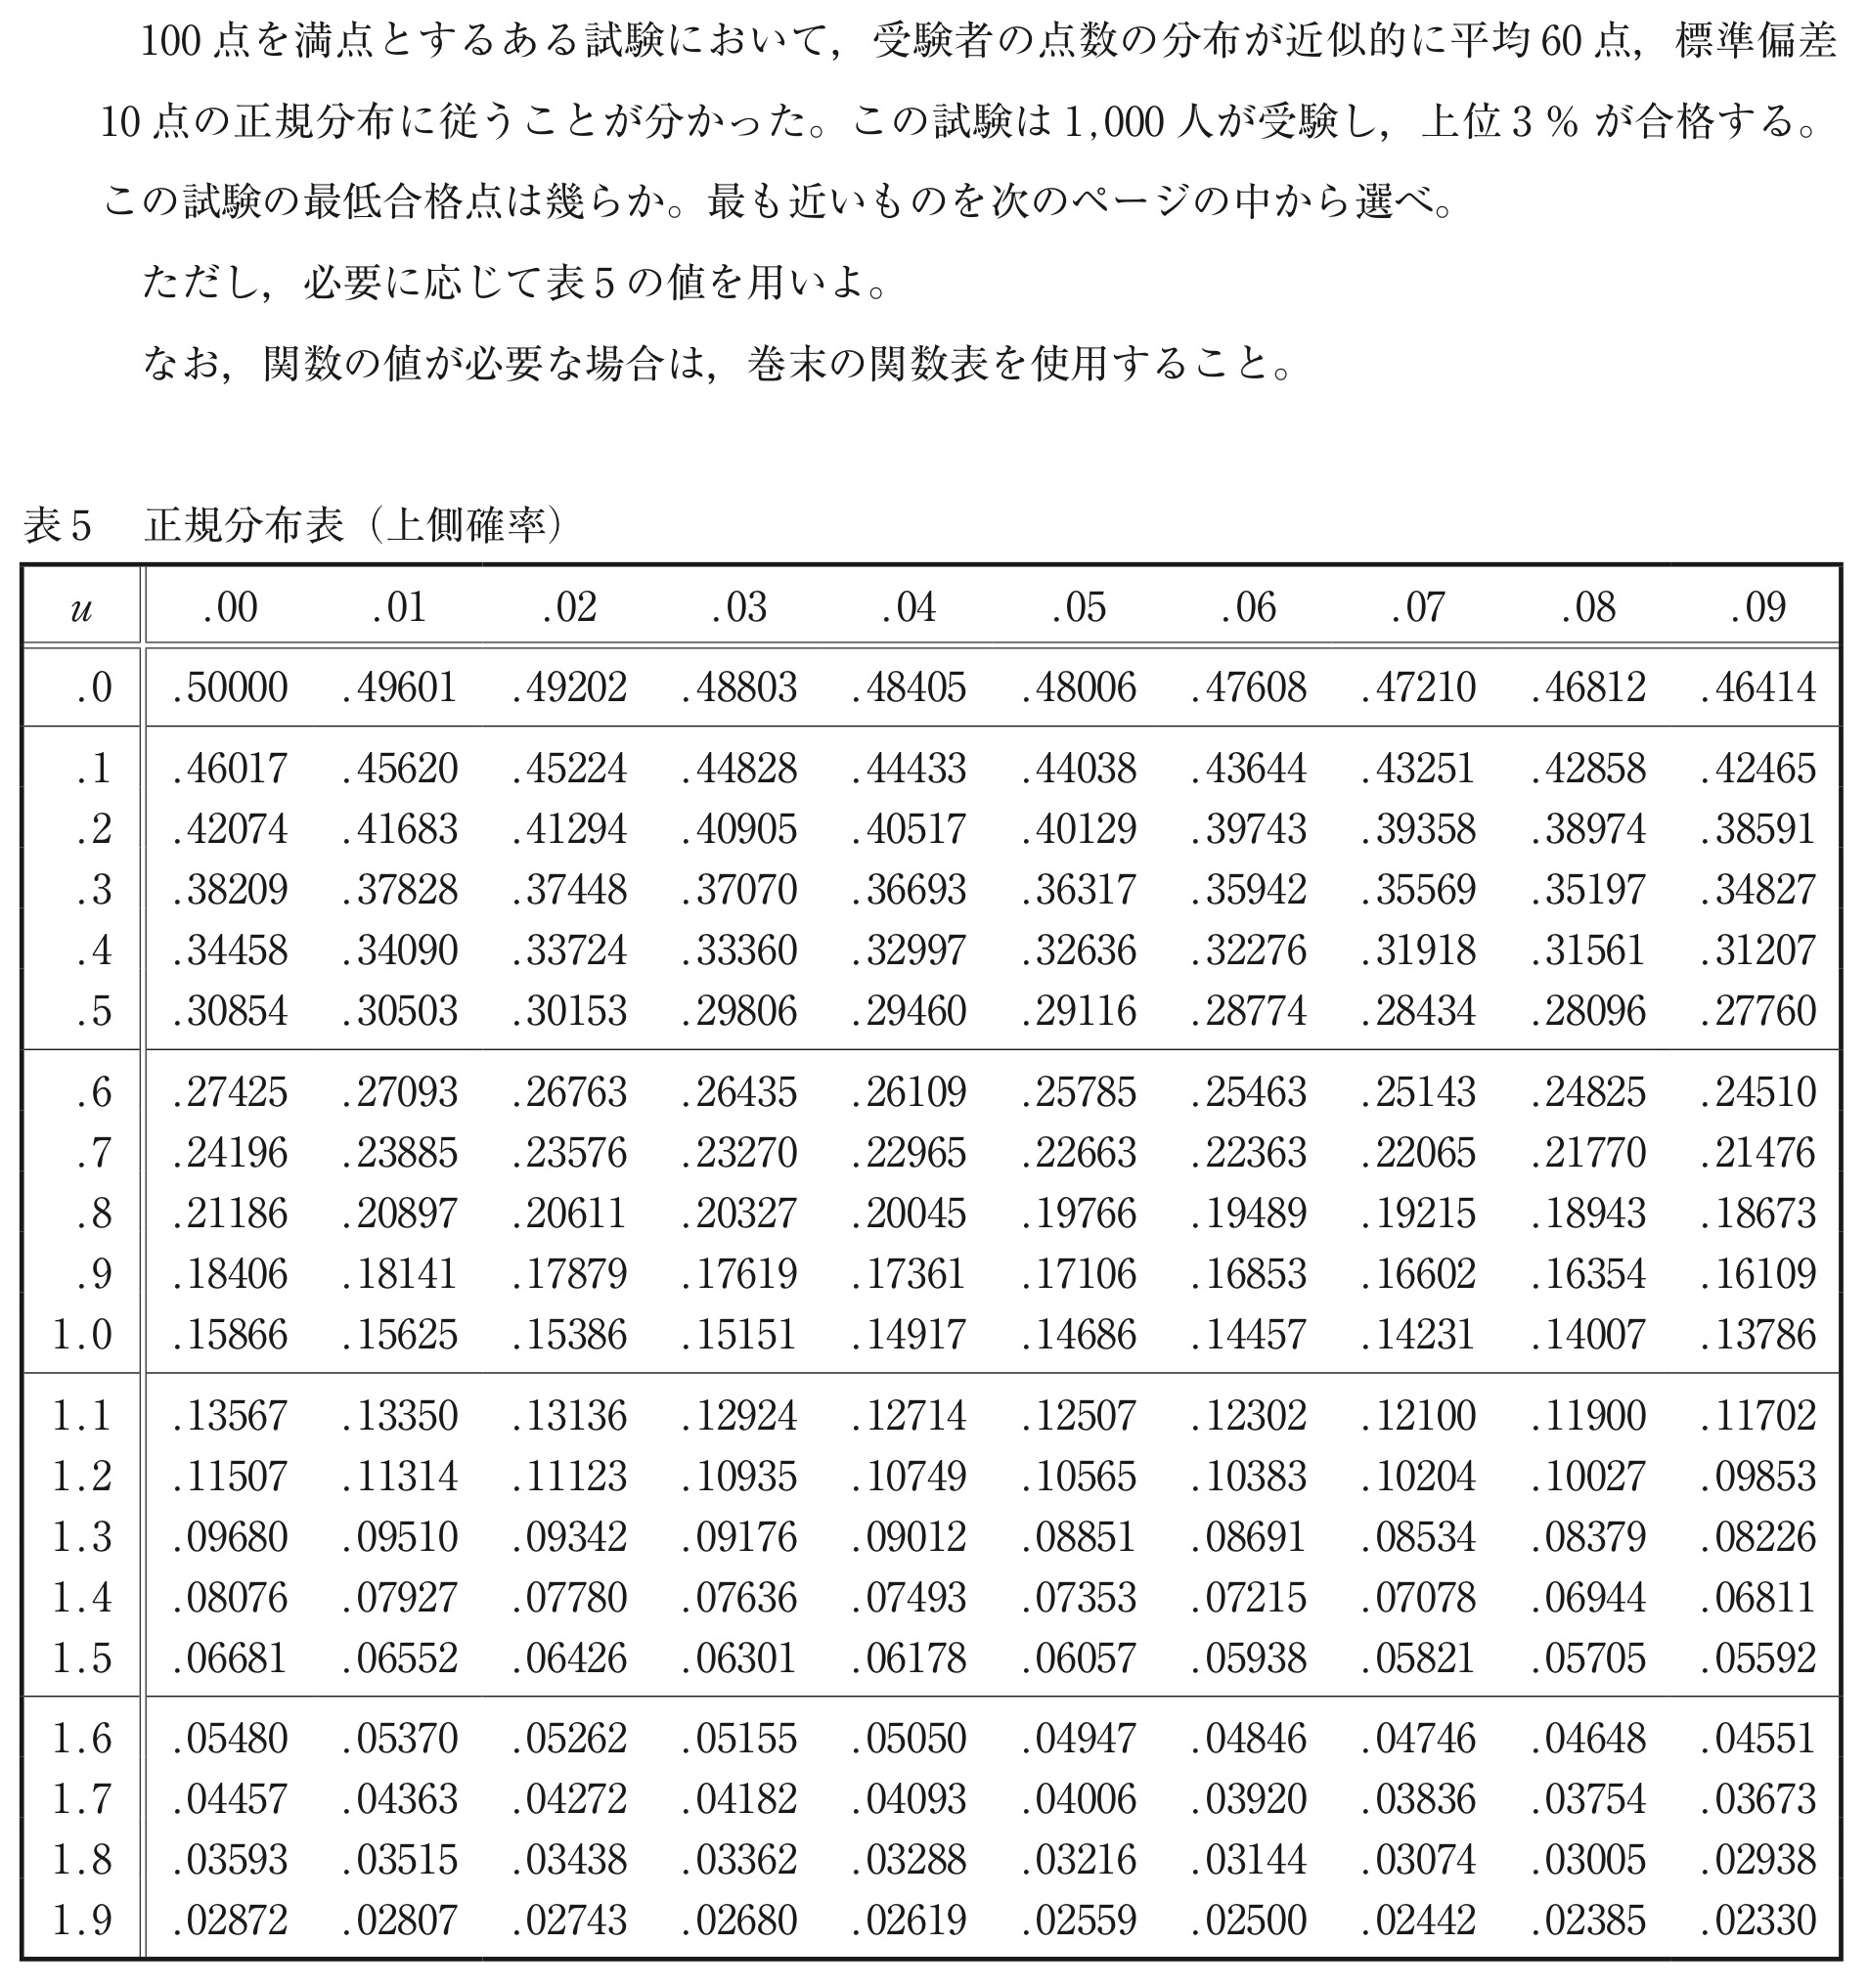 100点を満点とするある試験において，受験者の点数の分布が近似的に平均60点，標準偏差
10点の正規分布に従うことが分かった。この試験は1,000人が受験し，上位3 % が合格する。
この試験の最低合格点は幾らか。最も近いものを次のページの中から選べ。
ただし，必要に応じて表5の値を用いよ。
なお，関数の値が必要な場合は，巻末の関数表を使用すること。
表5　正規分布表（上側確率）
u .00 .01 .02 .03 .04 .05 .06 .07 .08 .09
.0 .50000 .49601 .49202 .48803 .48405 .48006 .47608 .47210 .46812 .46414
.1 .46017 .45620 .45224 .44828 .44433 .44038 .43644 .43251 .42858 .42465
.2 .42074 .41683 .41294 .40905 .40517 .40129 .39743 .39358 .38974 .38591
.3 .38209 .37828 .37448 .37070 .36693 .36317 .35942 .35569 .35197 .34827
.4 .34458 .34090 .33724 .33360 .32997 .32636 .32276 .31918 .31561 .31207
.5 .30854 .30503 .30153 .29806 .29460 .29116 .28774 .28434 .28096 .27760
.6 .27425 .27093 .26763 .26435 .26109 .25785 .25463 .25143 .24825 .24510
.7 .24196 .23885 .23576 .23270 .22965 .22663 .22363 .22065 .21770 .21476
.8 .21186 .20897 .20611 .20327 .20045 .19766 .19489 .19215 .18943 .18673
.9 .18406 .18141 .17879 .17619 .17361 .17106 .16853 .16602 .16354 .16109
1.0 .15866 .15625 .15386 .15151 .14917 .14686 .14457 .14231 .14007 .13786
1.1 .13567 .13350 .13136 .12924 .12714 .12507 .12302 .12100 .11900 .11702
1.2 .11507 .11314 .11123 .10935 .10749 .10565 .10383 .10204 .10027 .09853
1.3 .09680 .09510 .09342 .09176 .09012 .08851 .08691 .08534 .08379 .08226
1.4 .08076 .07927 .07780 .07636 .07493 .07353 .07215 .07078 .06944 .06811
1.5 .06681 .06552 .06426 .06301 .06178 .06057 .05938 .05821 .05705 .05592
1.6 .05480 .05370 .05262 .05155 .05050 .04947 .04846 .04746 .04648 .04551
1.7 .04457 .04363 .04272 .04182 .04093 .04006 .03920 .03836 .03754 .03673
1.8 .03593 .03515 .03438 .03362 .03288 .03216 .03144 .03074 .03005 .02938
1.9 .02872 .02807 .02743 .02680 .02619 .02559 .02500 .02442 .02385 .02330